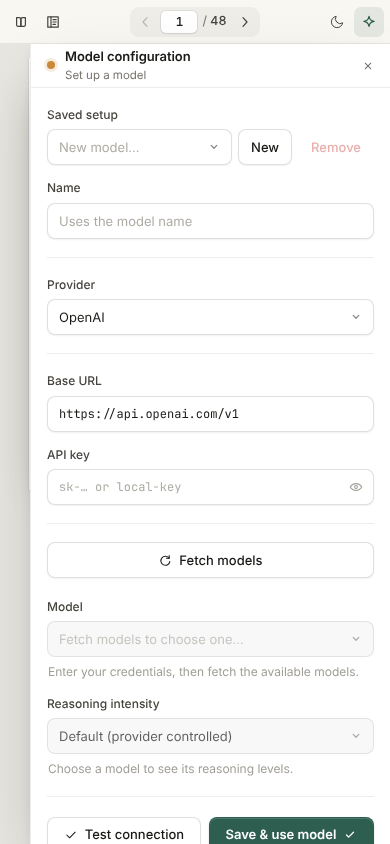 1 / 48
Model configuration
Set up a model
Saved setup
New model...
New
Remove
Name
Uses the model name
Provider
OpenAI
Base URL
https://api.openai.com/v1
API key
sk-… or local-key
Fetch models
Model
Fetch models to choose one...
Enter your credentials, then fetch the available models.
Reasoning intensity
Default (provider controlled)
Choose a model to see its reasoning levels.
Test connection
Save & use model